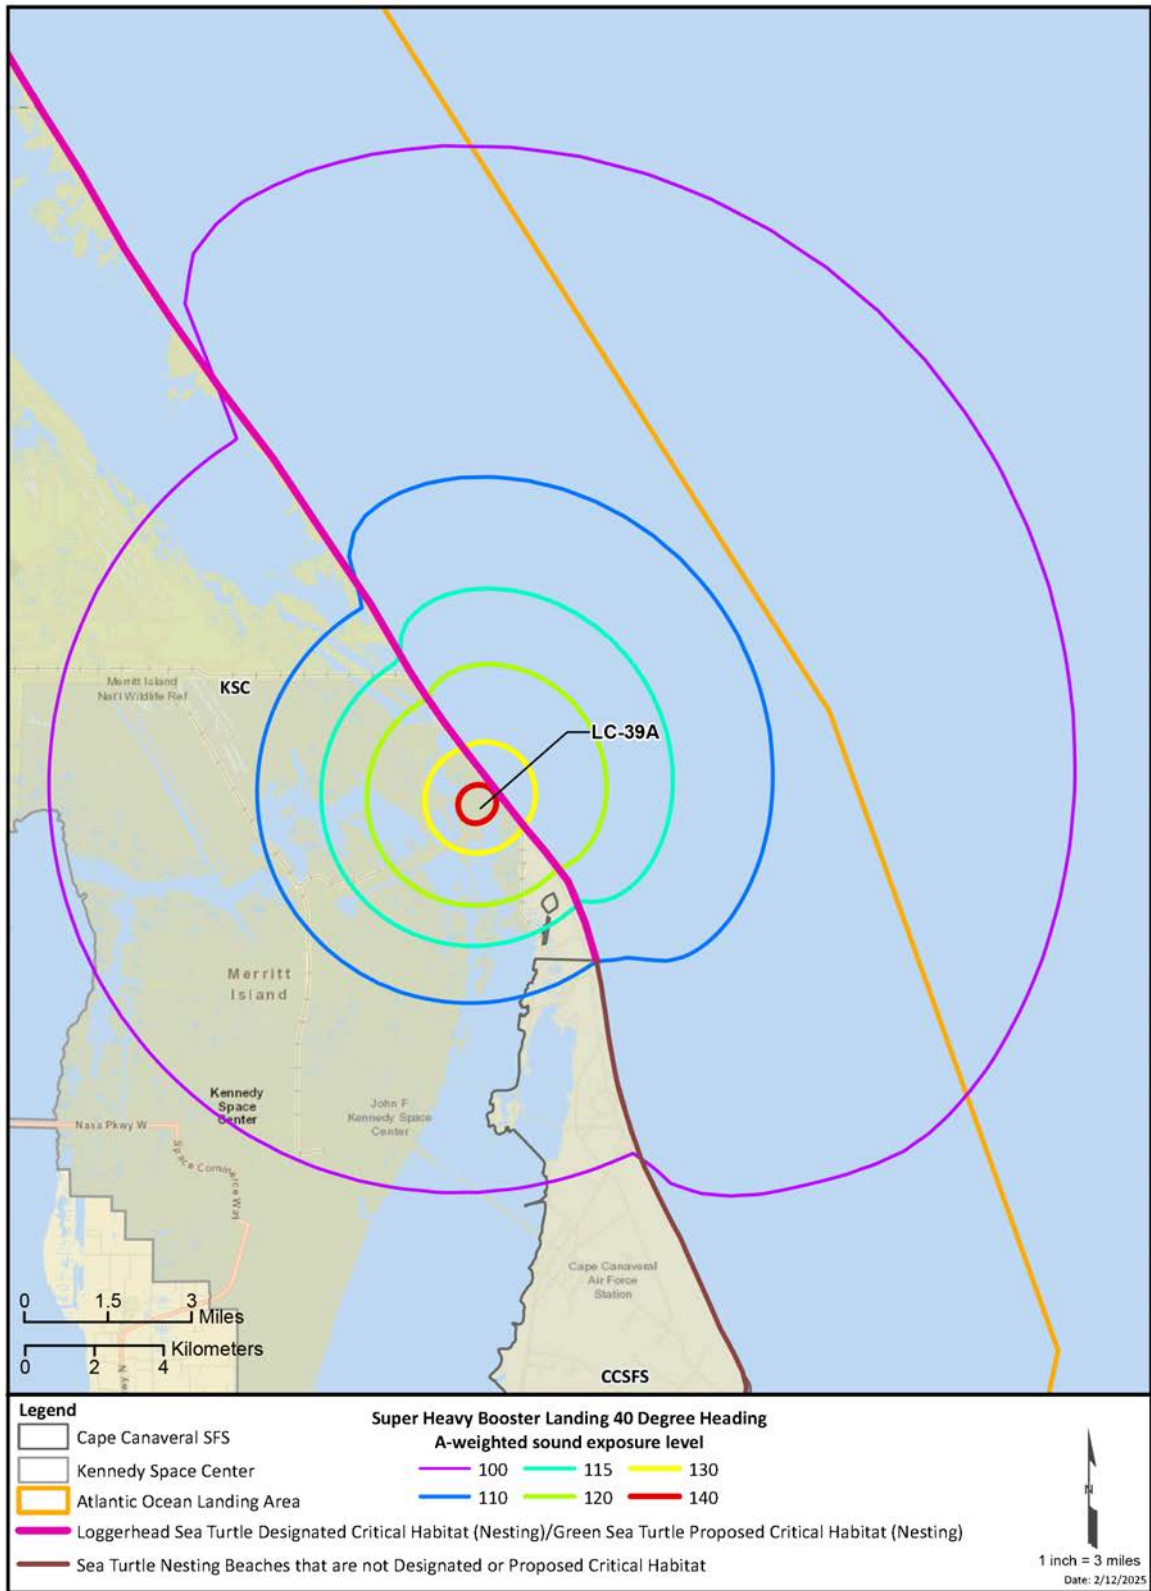 Merritt Island
Nat'l Wildlife Ref
KSC
LC-39A
Merritt
Island
Kennedy
Space
Center
John F
Kennedy Space
Center
Nasa Pkwy W
Space Commerce Way
Cape Canaveral
Air Force
Station
0 1.5 3
Miles
Kilometers
0 2 4
CCSFS
Legend
Cape Canaveral SFS
Kennedy Space Center
Atlantic Ocean Landing Area
Loggerhead Sea Turtle Designated Critical Habitat (Nesting)/Green Sea Turtle Proposed Critical Habitat (Nesting)
Sea Turtle Nesting Beaches that are not Designated or Proposed Critical Habitat
Super Heavy Booster Landing 40 Degree Heading
A-weighted sound exposure level
100 115 130
110 120 140
N
1 inch = 3 miles
Date: 2/12/2025